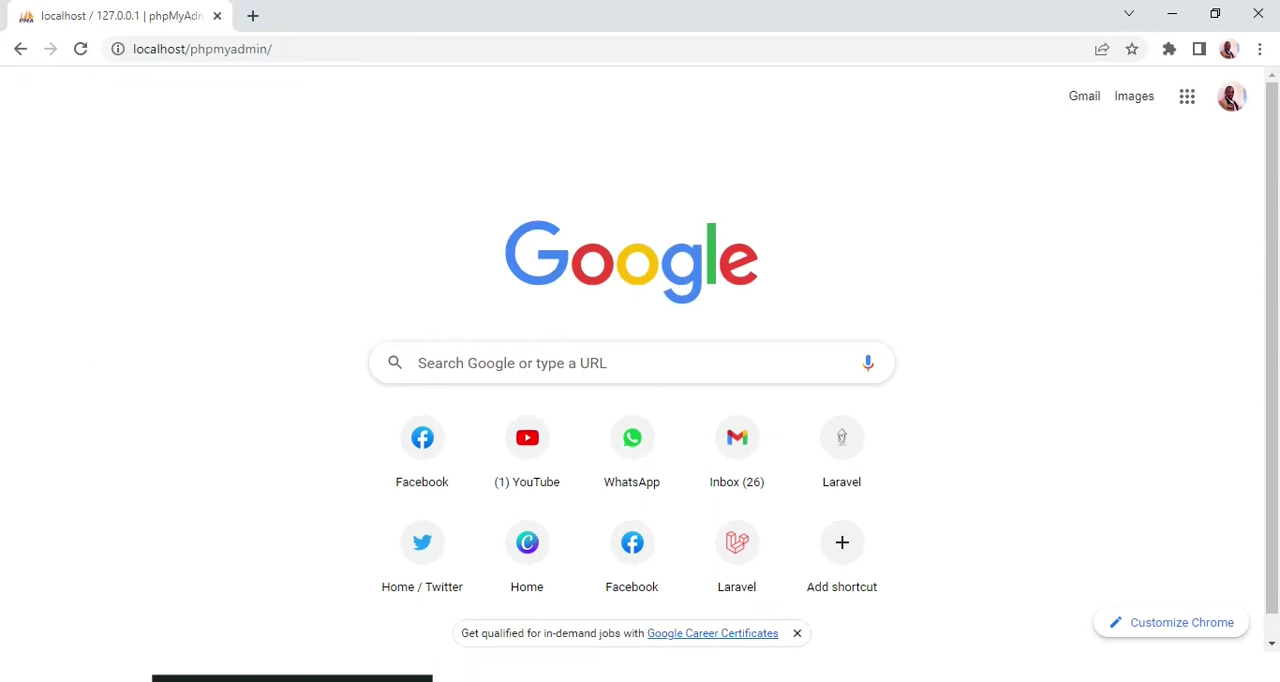 localhost / 127.0.0.1 | phpMyAdn
localhost/phpmyadmin/
Gmail Images
Google
Search Google or type a URL
Facebook (1) YouTube WhatsApp Inbox (26) Laravel
Home / Twitter Home Facebook Laravel Add shortcut
Get qualified for in-demand jobs with Google Career Certificates
Customize Chrome